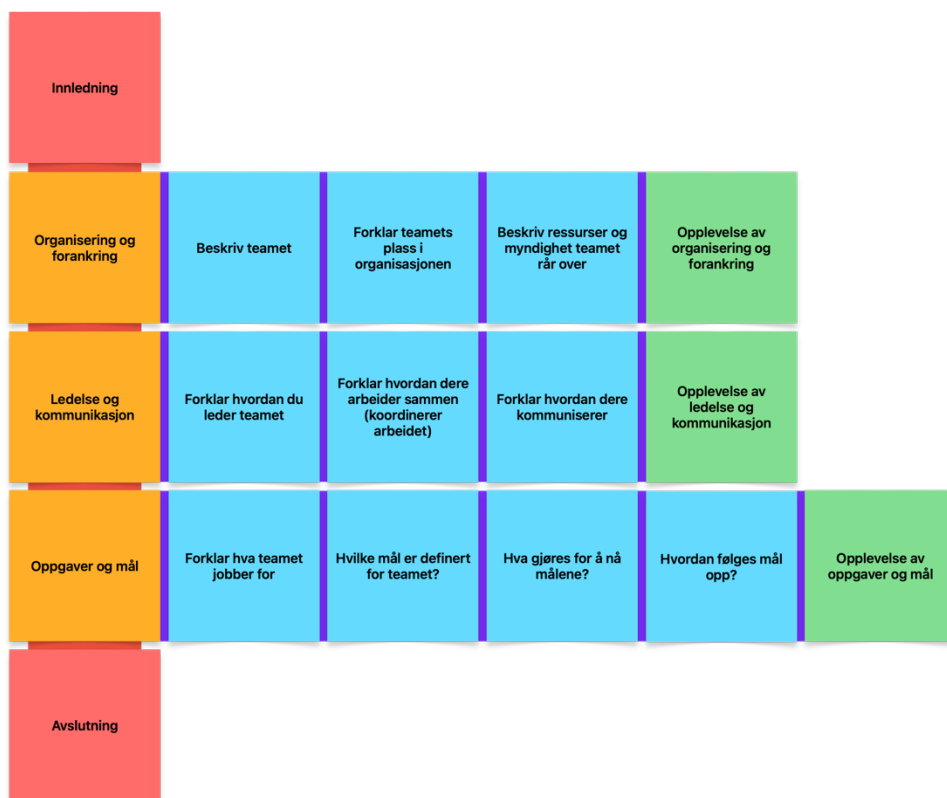 Innledning
Organisering og
forankring
Beskriv teamet
Forklar teamets
plass i
organisasjonen
Beskriv ressurser og
myndighet teamet
rår over
Opplevelse av
organisering og
forankring
Ledelse og
kommunikasjon
Forklar hvordan du
leder teamet
Forklar hvordan dere
arbeider sammen
(koordinerer
arbeidet)
Forklar hvordan dere
kommuniserer
Opplevelse av
ledelse og
kommunikasjon
Oppgaver og mål
Forklar hva teamet
jobber for
Hvilke mål er definert
for teamet?
Hva gjøres for å nå
målene?
Hvordan følges mål
opp?
Opplevelse av
oppgaver og mål
Avslutning